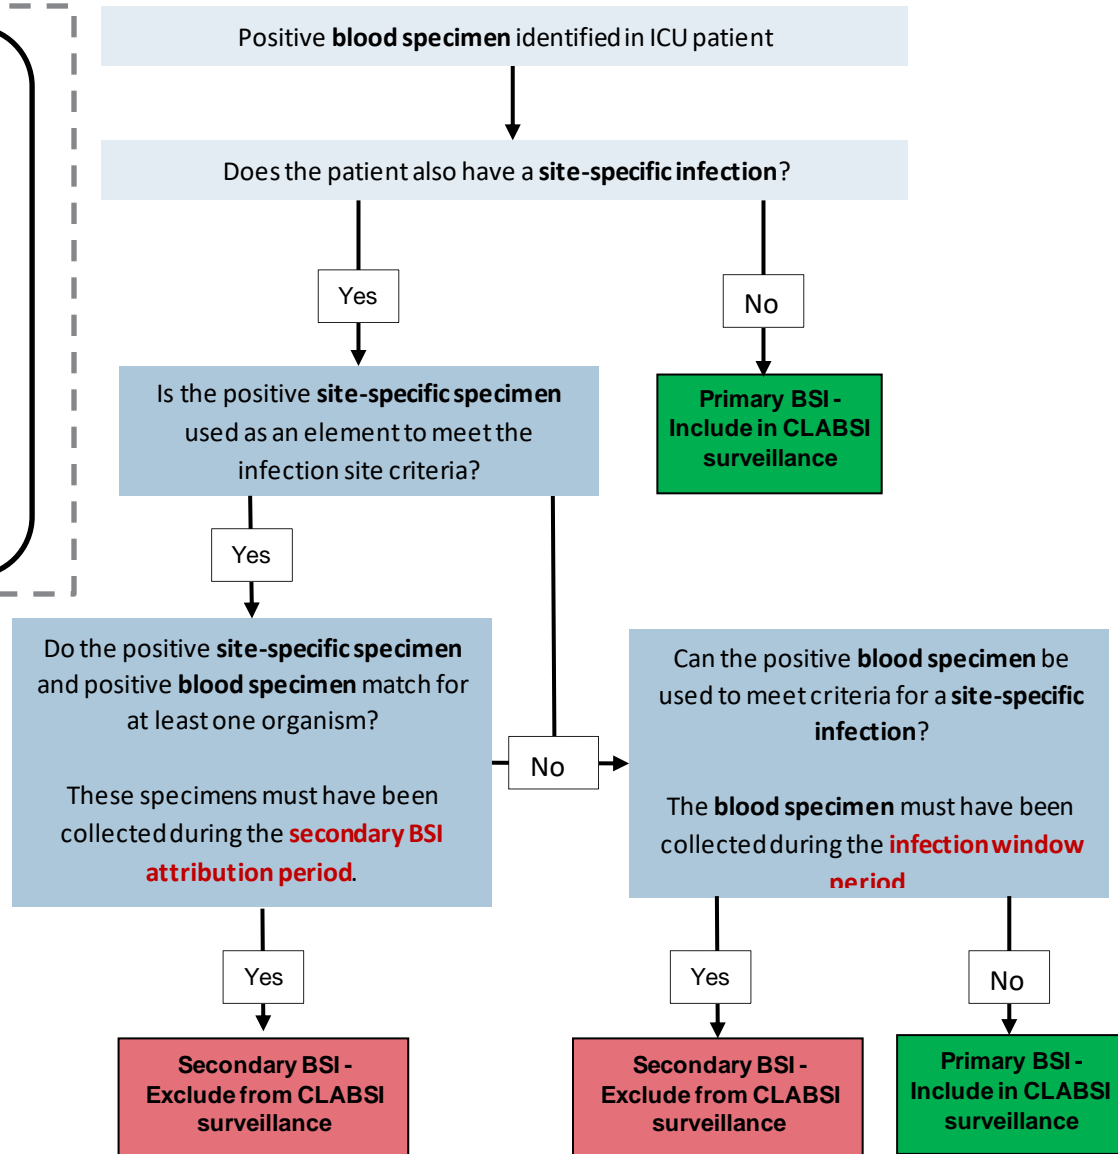 Positive blood specimen identified in ICU patient
Does the patient also have a site-specific infection?
Yes
No
Is the positive site-specific specimen
used as an element to meet the
infection site criteria?
Primary BSI -
Include in CLABSI
surveillance
Yes
Do the positive site-specific specimen
and positive blood specimen match for
at least one organism?
These specimens must have been
collected during the secondary BSI
attribution period.
No
Can the positive blood specimen be
used to meet criteria for a site-specific
infection?
The blood specimen must have been
collected during the infection window
period
Yes
Yes
No
Secondary BSI -
Exclude from CLABSI
surveillance
Secondary BSI -
Exclude from CLABSI
surveillance
Primary BSI -
Include in CLABSI
surveillance